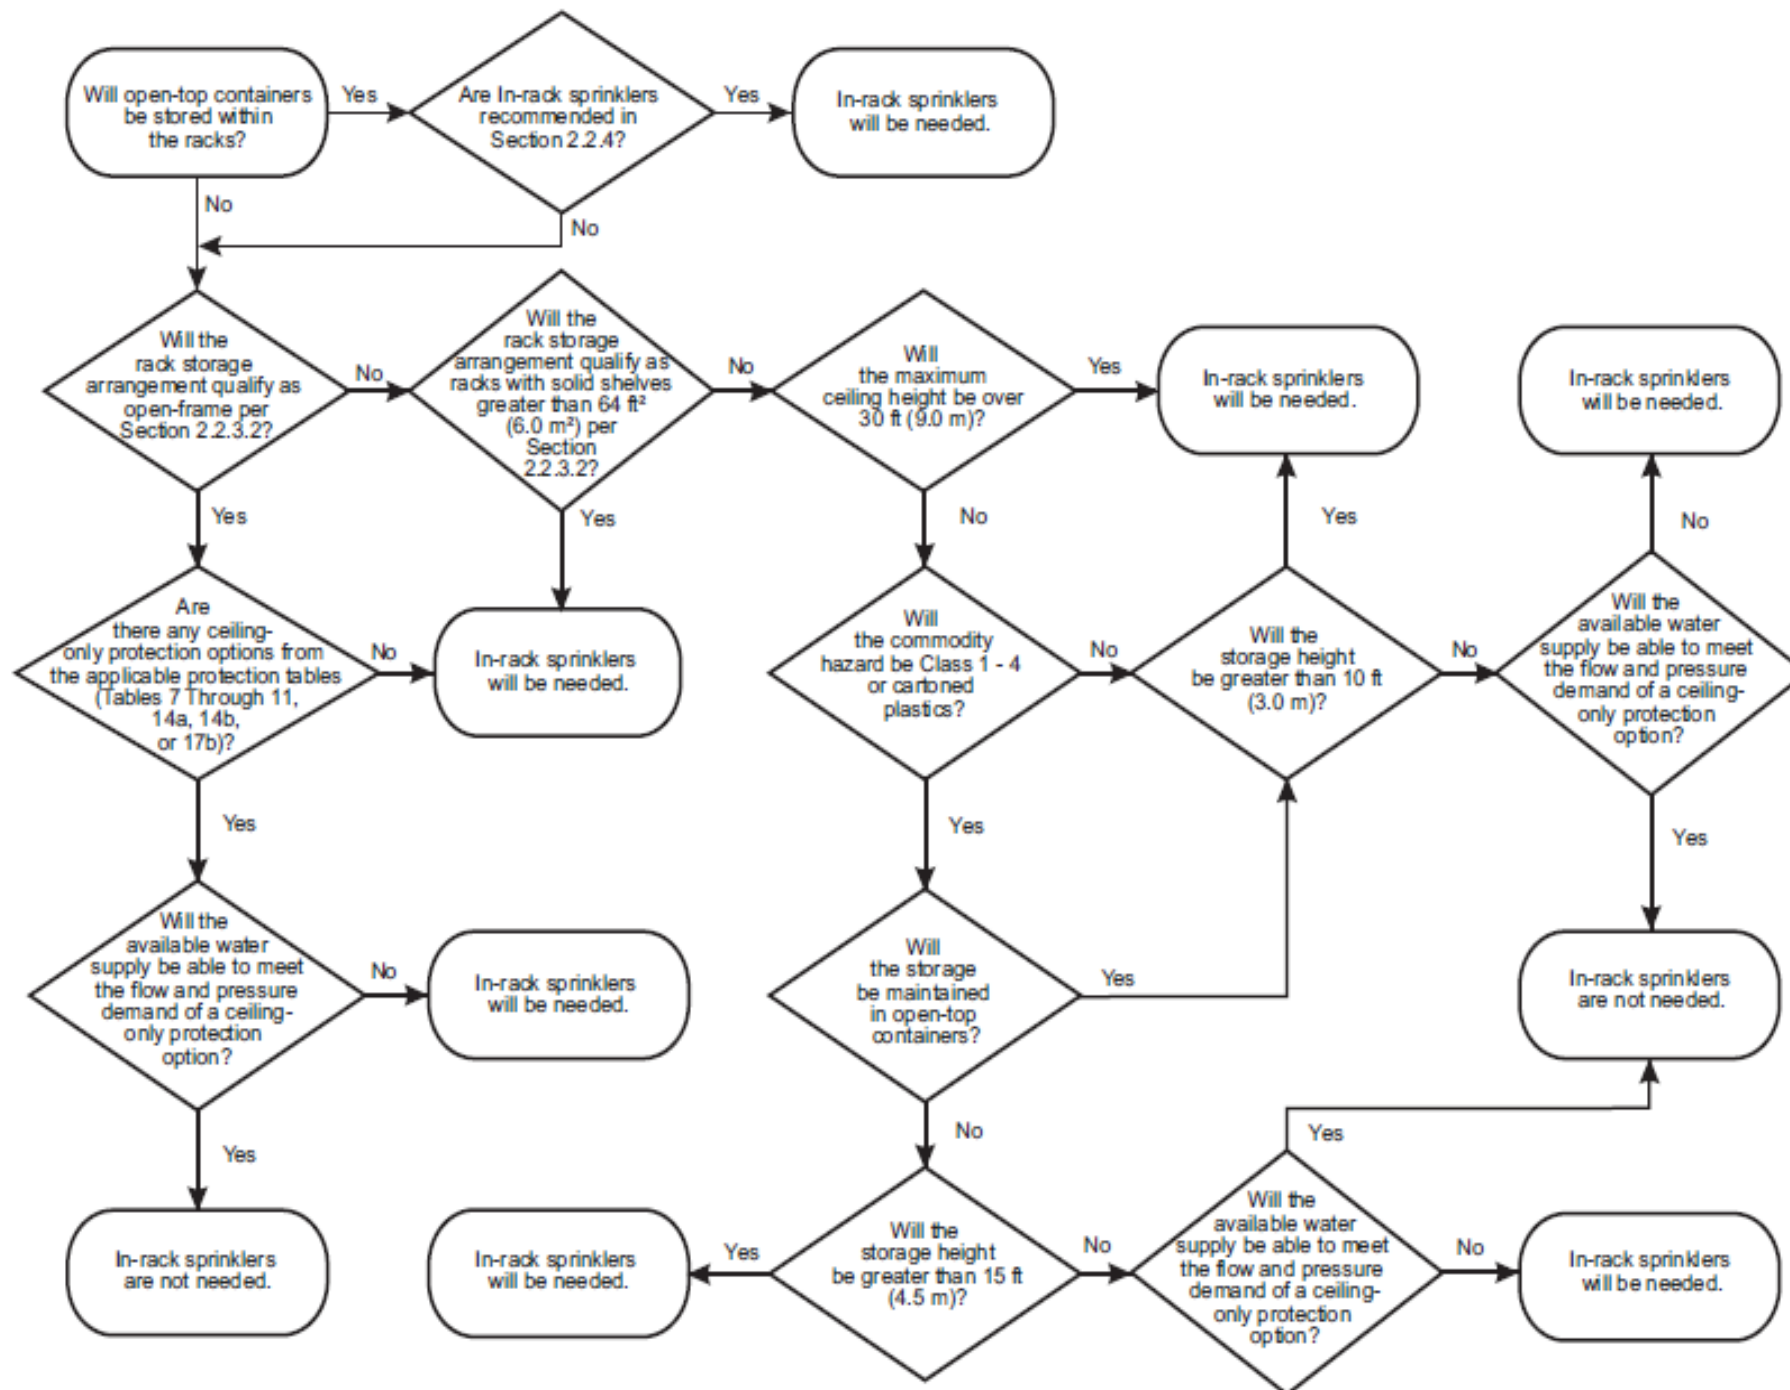 Will open-top containers
be stored within
the racks?
Yes
Are In-rack sprinklers
recommended in
Section 2.2.4?
Yes
In-rack sprinklers
will be needed.
No
No
Will the
rack storage
arrangement qualify as
open-frame per
Section 2.2.3.2?
No
Will the
rack storage
arrangement qualify as
racks with solid shelves
greater than 64 ft²
(6.0 m²) per
Section
2.2.3.2?
No
Will
the maximum
ceiling height be over
30 ft (9.0 m)?
Yes
In-rack sprinklers
will be needed.
In-rack sprinklers
will be needed.
Yes
Yes
No
Yes
No
Are
there any ceiling-
only protection options from
the applicable protection tables
(Tables 7 Through 11,
14a, 14b,
or 17b)?
No
In-rack sprinklers
will be needed.
Will
the commodity
hazard be Class 1 - 4
or cartoned
plastics?
No
Will the
storage height
be greater than 10 ft
(3.0 m)?
No
Will the
available water
supply be able to meet
the flow and pressure
demand of a ceiling-
only protection
option?
Yes
Yes
Yes
Will the
available water
supply be able to meet
the flow and pressure
demand of a ceiling-
only protection
option?
No
In-rack sprinklers
will be needed.
Will
the storage
be maintained
in open-top
containers?
Yes
In-rack sprinklers
are not needed.
Yes
No
Yes
In-rack sprinklers
are not needed.
In-rack sprinklers
will be needed.
Yes
Will the
storage height
be greater than 15 ft
(4.5 m)?
No
Will the
available water
supply be able to meet
the flow and pressure
demand of a ceiling-
only protection
option?
No
In-rack sprinklers
will be needed.